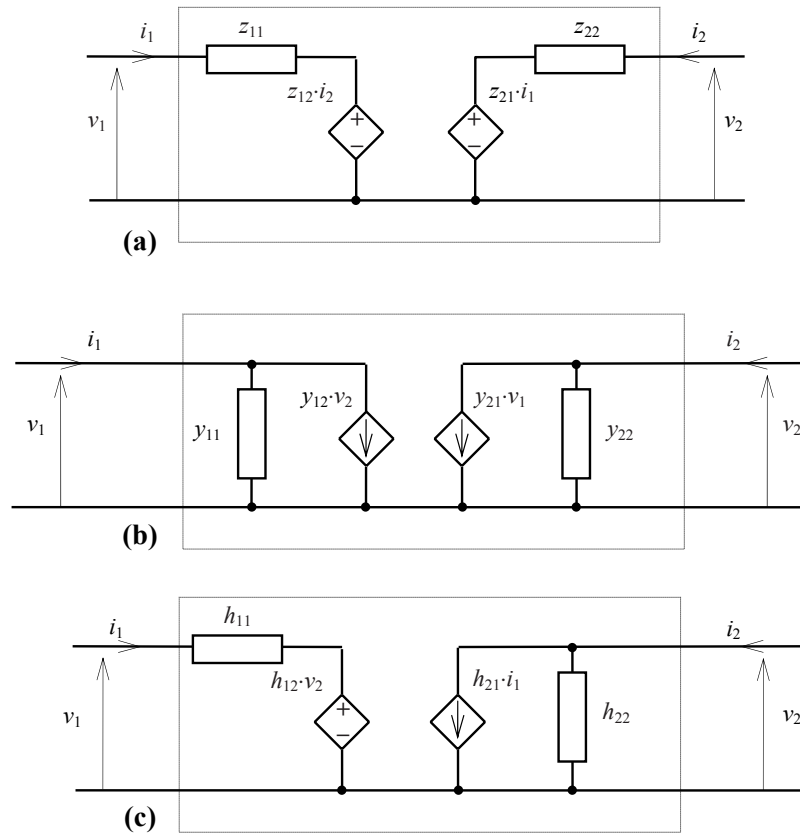 i₁ z₁₁ z₂₂ i₂
z₁₂·i₂ z₂₁·i₁
v₁ + + v₂
− −
(a)
i₁ i₂
y₁₂·v₂ y₂₁·v₁
v₁ y₁₁ y₂₂ v₂
(b)
h₁₁
i₁ i₂
h₁₂·v₂ h₂₁·i₁
v₁ + h₂₂ v₂
−
(c)